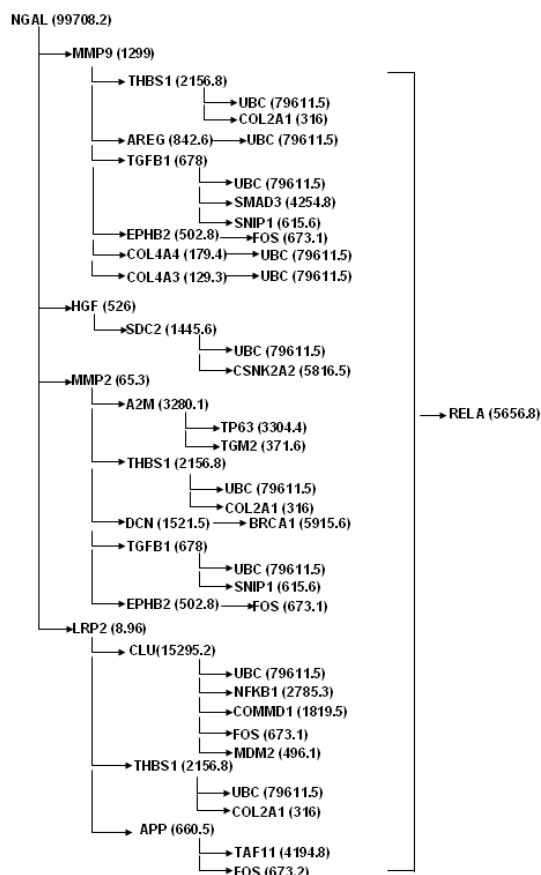 NGAL (99708.2)
MMP9 (1299)
THBS1 (2156.8)
UBC (79611.5)
COL2A1 (316)
AREG (842.6) UBC (79611.5)
TGFB1 (678)
UBC (79611.5)
SMAD3 (4254.8)
SNIP1 (615.6)
EPHB2 (502.8) FOS (673.1)
COL4A4 (179.4) UBC (79611.5)
COL4A3 (129.3) UBC (79611.5)
HGF (526)
SDC2 (1445.6)
UBC (79611.5)
CSNK2A2 (5816.5)
MMP2 (65.3)
A2M (3280.1)
RELA (5656.8)
TP63 (3304.4)
TGM2 (371.6)
THBS1 (2156.8)
UBC (79611.5)
COL2A1 (316)
DCN (1521.5) BRCA1 (5915.6)
TGFB1 (678)
UBC (79611.5)
SNIP1 (615.6)
EPHB2 (502.8) FOS (673.1)
LRP2 (8.96)
CLU(15295.2)
UBC (79611.5)
NFKB1 (2785.3)
COMMD1 (1819.5)
FOS (673.1)
MDM2 (496.1)
THBS1 (2156.8)
UBC (79611.5)
COL2A1 (316)
APP (660.5)
TAF11 (4194.8)
FOS (673.2)